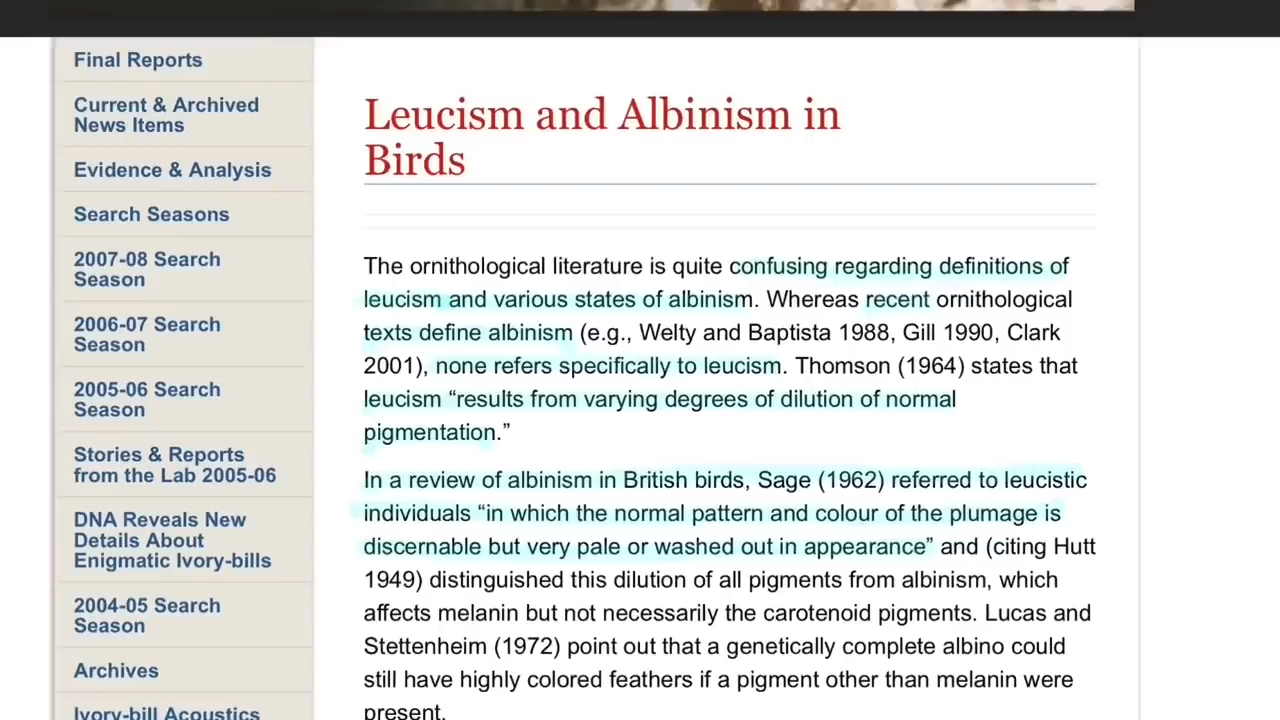 Final Reports
Current & Archived
News Items
Evidence & Analysis
Search Seasons
2007-08 Search
Season
2006-07 Search
Season
2005-06 Search
Season
Stories & Reports
from the Lab 2005-06
DNA Reveals New
Details About
Enigmatic Ivory-bills
2004-05 Search
Season
Archives
Ivory-bill Acoustics
Leucism and Albinism in
Birds
The ornithological literature is quite confusing regarding definitions of
leucism and various states of albinism. Whereas recent ornithological
texts define albinism (e.g., Welty and Baptista 1988, Gill 1990, Clark
2001), none refers specifically to leucism. Thomson (1964) states that
leucism “results from varying degrees of dilution of normal
pigmentation.”
In a review of albinism in British birds, Sage (1962) referred to leucistic
individuals “in which the normal pattern and colour of the plumage is
discernable but very pale or washed out in appearance” and (citing Hutt
1949) distinguished this dilution of all pigments from albinism, which
affects melanin but not necessarily the carotenoid pigments. Lucas and
Stettenheim (1972) point out that a genetically complete albino could
still have highly colored feathers if a pigment other than melanin were
present.